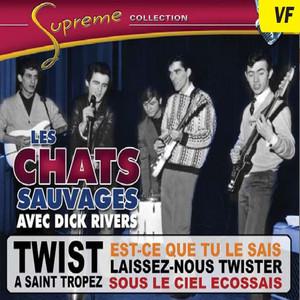 Supreme COLLECTION
VF
LES
CHATS
SAUVAGES
AVEC DICK RIVERS
TWIST
A SAINT TROPEZ
EST-CE QUE TU LE SAIS
LAISSEZ-NOUS TWISTER
SOUS LE CIEL ECOSSAIS